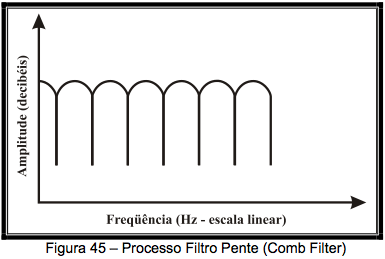 Amplitude (decibéis)
Freqüência (Hz - escala linear)
Figura 45 – Processo Filtro Pente (Comb Filter)